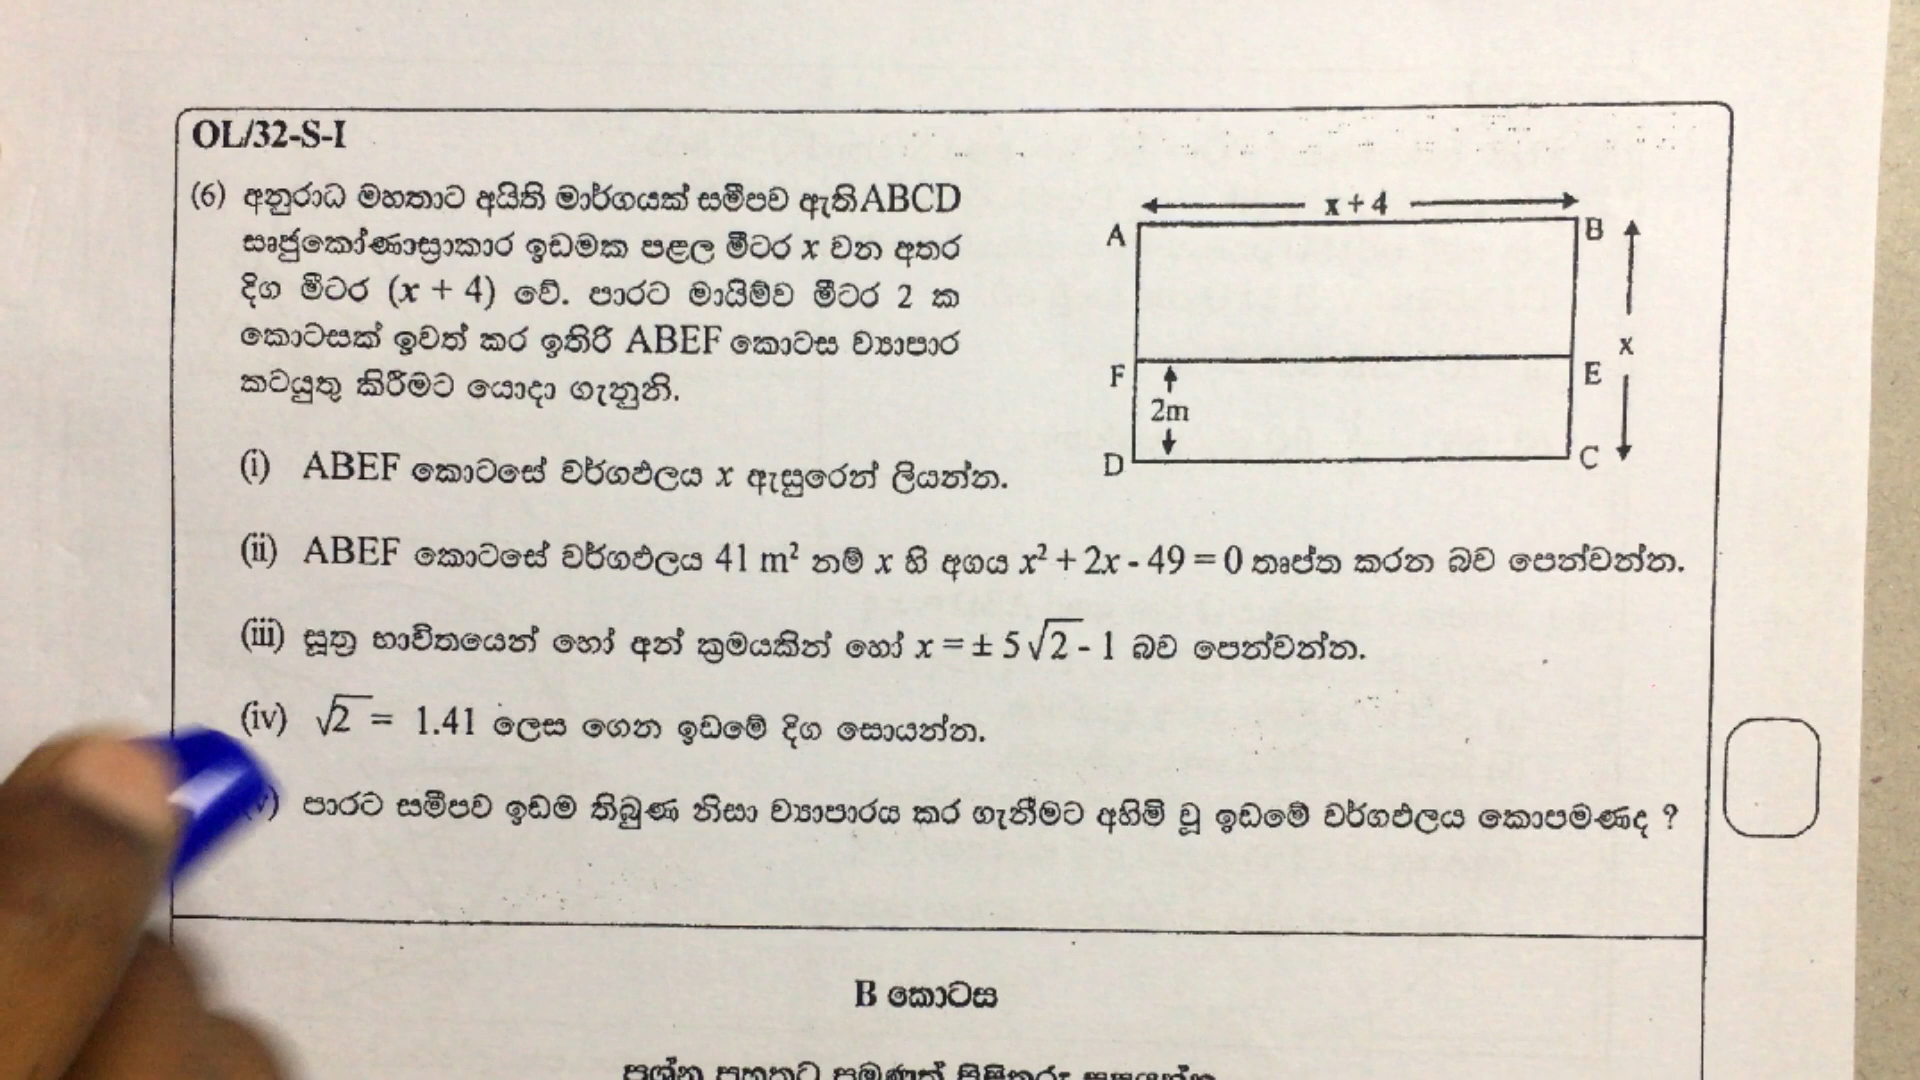 OL/32-S-I
(6) අනුරාධ මහතාට අයිති මාර්ගයක් සමීපව ඇති ABCD
සෘජුකෝණාස්‍රාකාර ඉඩමක පළල මීටර x වන අතර
දිග මීටර (x + 4) වේ. පාරට මායිම්ව මීටර 2 ක
කොටසක් ඉවත් කර ඉතිරි ABEF කොටස ව්‍යාපාර
කටයුතු කිරීමට යොදා ගැනුනි.
x + 4
A
B
x
F
E
2m
D
C
(i) ABEF කොටසේ වර්ගඵලය x ඇසුරෙන් ලියන්න.
(ii) ABEF කොටසේ වර්ගඵලය 41 m² නම් x හි අගය x² + 2x - 49 = 0 තෘප්ත කරන බව පෙන්වන්න.
(iii) සූත්‍ර භාවිතයෙන් හෝ අන් ක්‍රමයකින් හෝ x = ± 5 √2 - 1 බව පෙන්වන්න.
(iv) √2 = 1.41 ලෙස ගෙන ඉඩමේ දිග සොයන්න.
පාරට සමීපව ඉඩම තිබුණ නිසා ව්‍යාපාරය කර ගැනීමට අහිමි වූ ඉඩමේ වර්ගඵලය කොපමණද ?
B කොටස